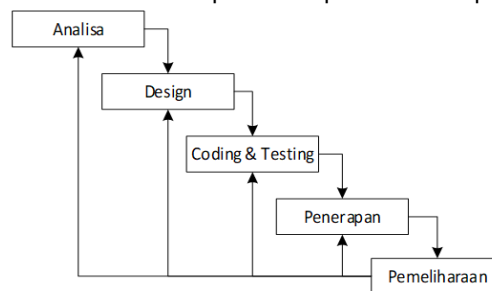 Analisa
Design
Coding & Testing
Penerapan
Pemeliharaan